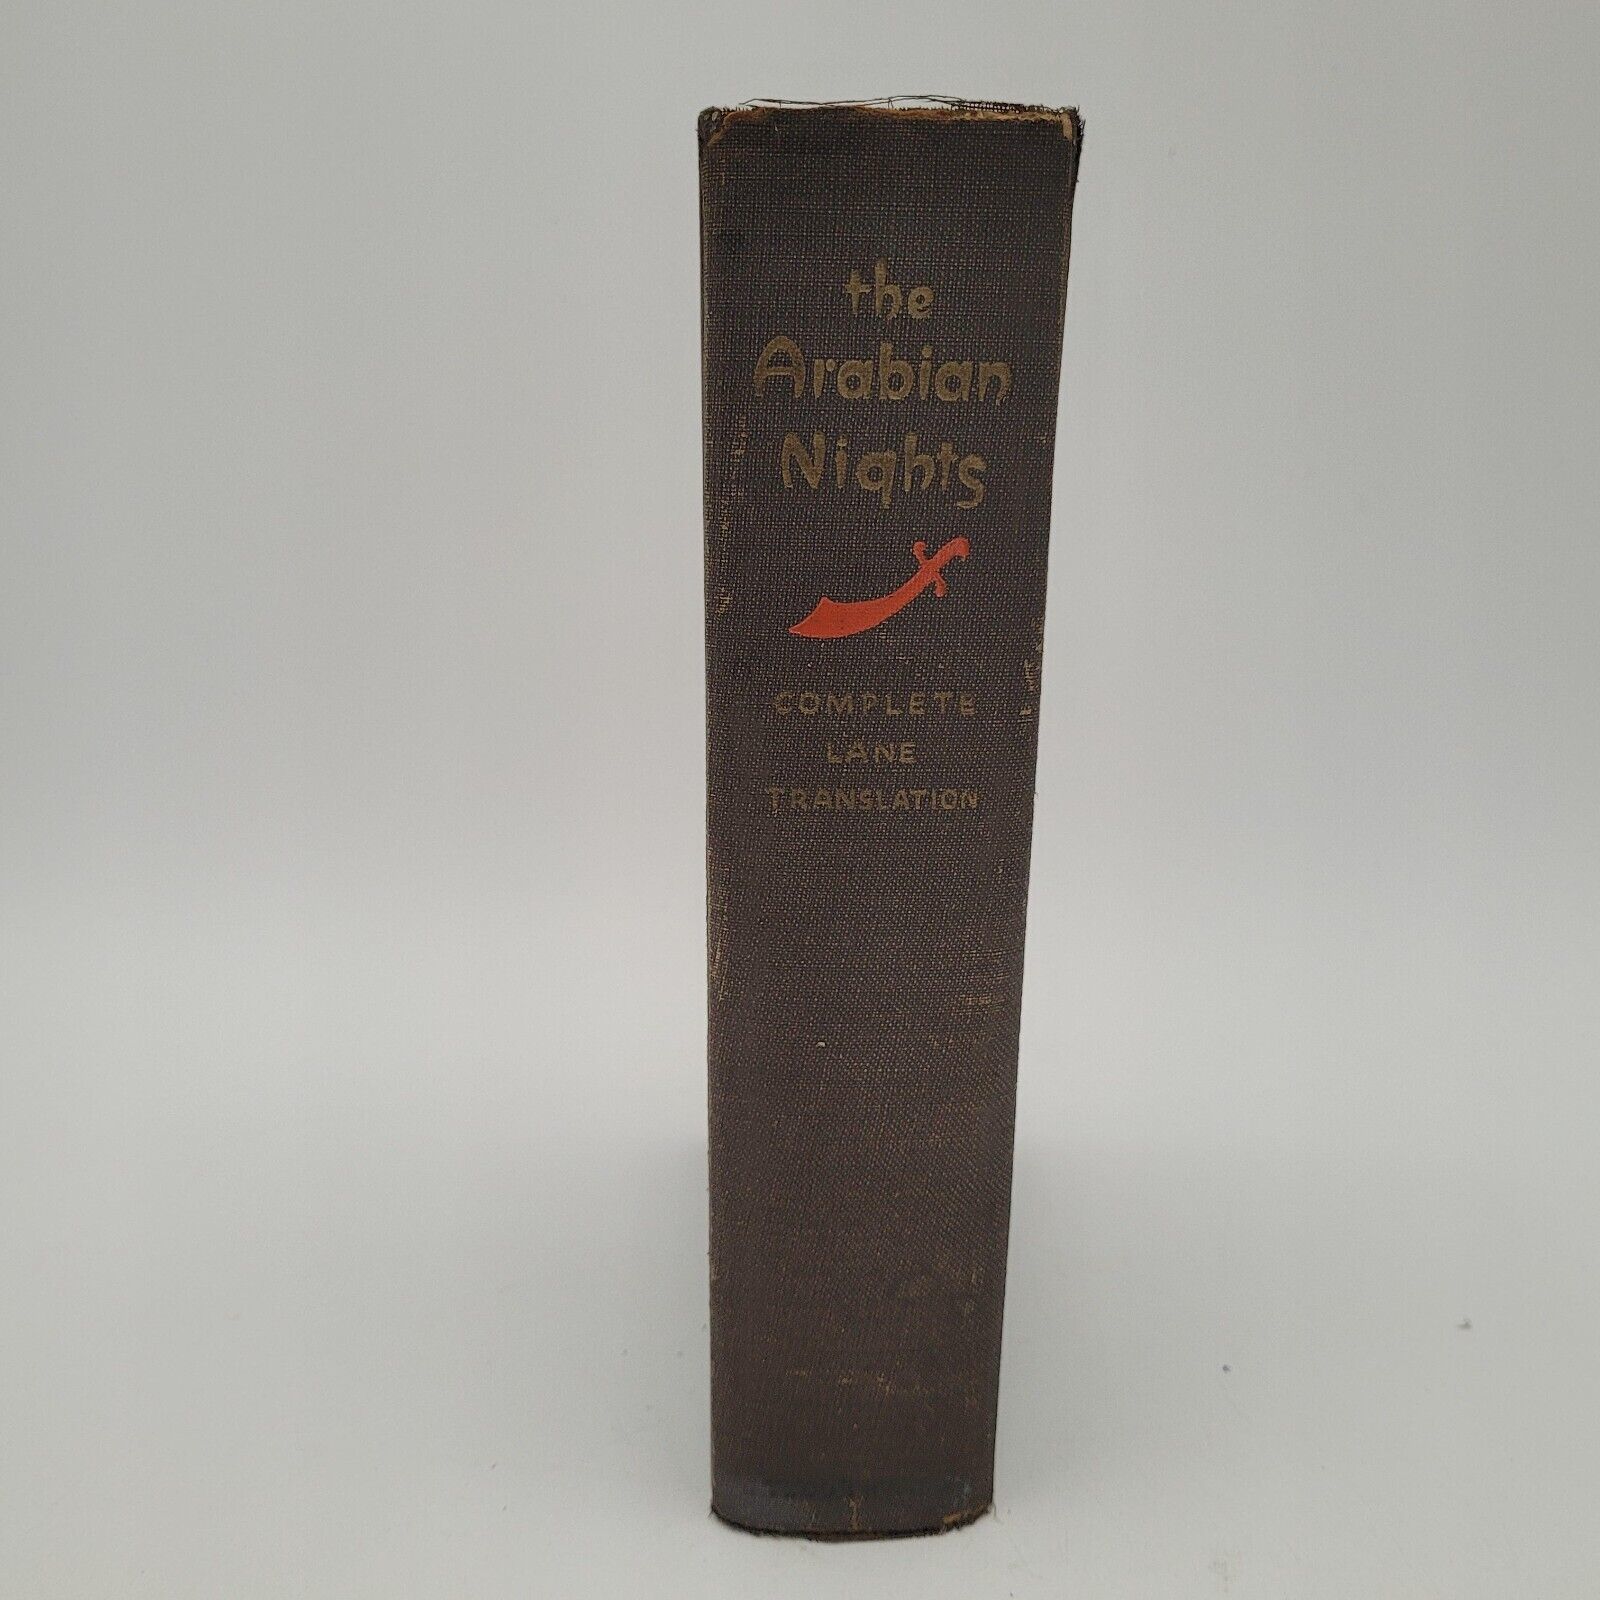 the
Arabian
Nights
COMPLETE
LANE
TRANSLATION